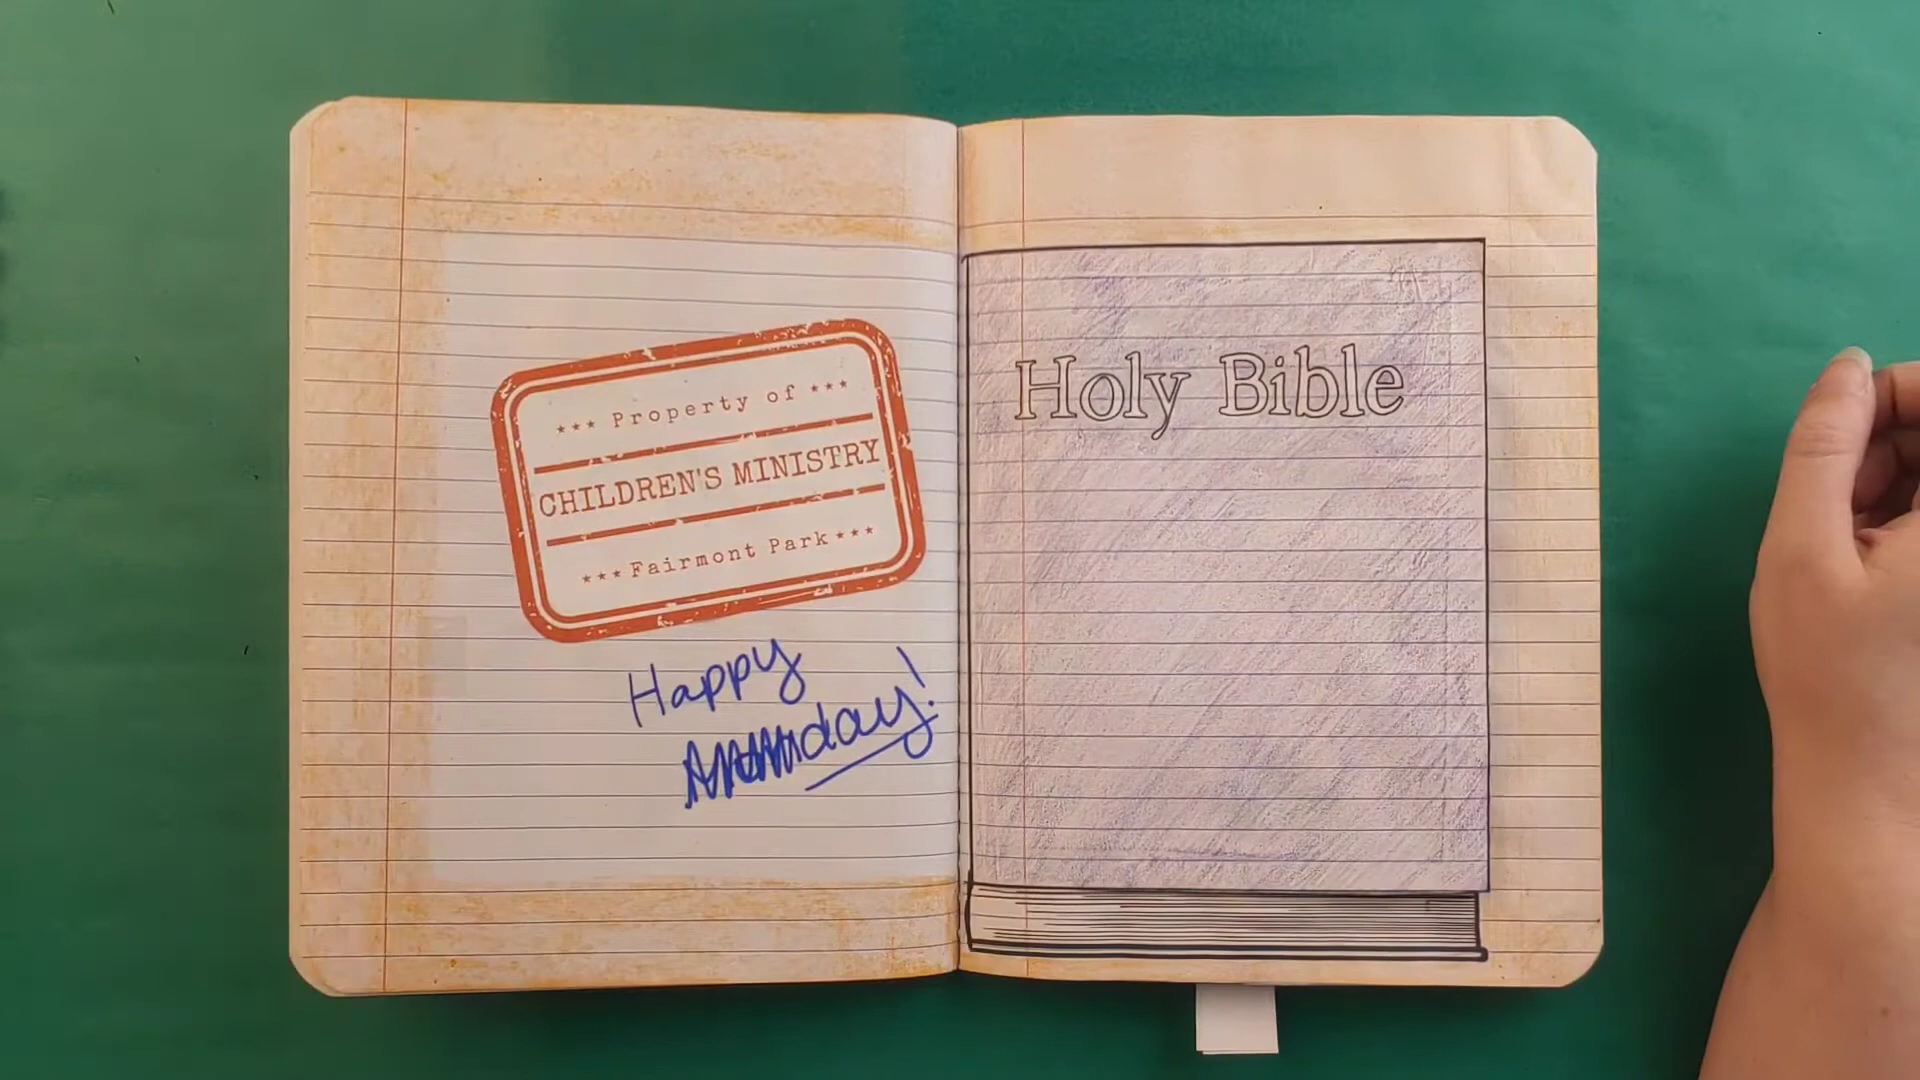 *** Property of ***
CHILDREN'S MINISTRY
*** Fairmont Park ***
Happy
day!
Holy Bible